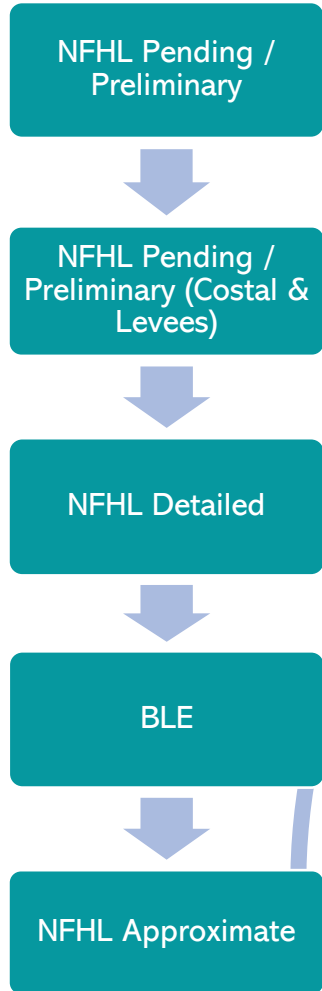 NFHL Pending /
Preliminary
NFHL Pending /
Preliminary (Costal &
Levees)
NFHL Detailed
BLE
NFHL Approximate